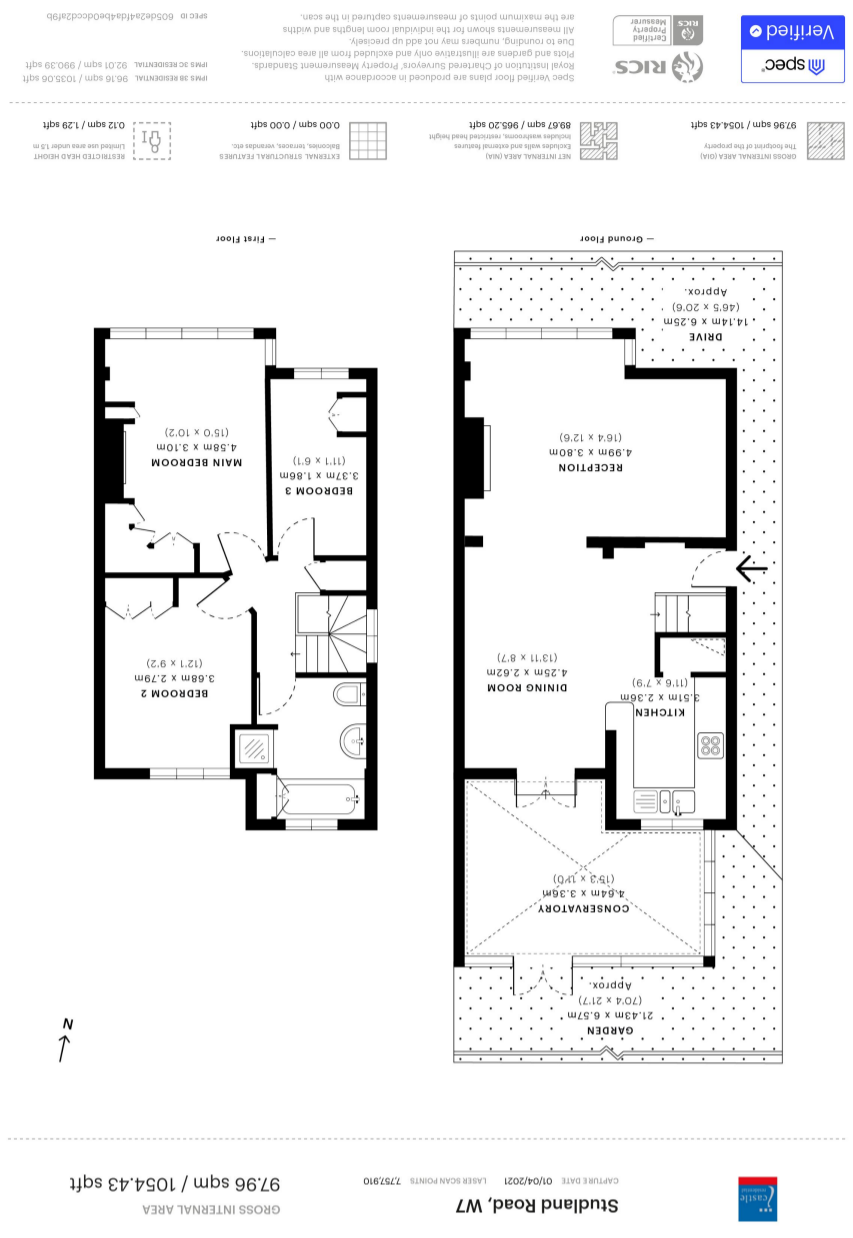 castle
residential
Studland Road, W7
CAPTURE DATE 01/04/2021 LASER SCAN POINTS 7,757,910
GROSS INTERNAL AREA
97.96 sqm / 1054.43 sqft
N
GARDEN
21.43m x 6.57m
(70'4 x 21'7)
Approx.
CONSERVATORY
4.64m x 3.36m
(15'3 x 11'0)
KITCHEN
3.51m x 2.36m
(11'6 x 7'9)
DINING ROOM
4.25m x 2.62m
(13'11 x 8'7)
RECEPTION
4.99m x 3.80m
(16'4 x 12'6)
DRIVE
14.14m x 6.25m
(46'5 x 20'6)
Approx.
— Ground Floor
BEDROOM 2
3.68m x 2.79m
(12'1 x 9'2)
BEDROOM 3
3.37m x 1.86m
(11'1 x 6'1)
MAIN BEDROOM
4.58m x 3.10m
(15'0 x 10'2)
— First Floor
GROSS INTERNAL AREA (GIA)
The footprint of the property
97.96 sqm / 1054.43 sqft
NET INTERNAL AREA (NIA)
Excludes walls and external features
Includes washrooms, restricted head height
89.67 sqm / 965.20 sqft
EXTERNAL STRUCTURAL FEATURES
Balconies, terraces, verandas etc.
0.00 sqm / 0.00 sqft
RESTRICTED HEAD HEIGHT
Limited use area under 1.5 m
0.12 sqm / 1.29 sqft
spec
Verified
RICS
Certified
Property
Measurer
RICS
Spec Verified floor plans are produced in accordance with
Royal Institution of Chartered Surveyors' Property Measurement Standards.
Plots and gardens are illustrative only and excluded from all area calculations.
Due to rounding, numbers may not add up precisely.
All measurements shown for the individual room lengths and widths
are the maximum points of measurements captured in the scan.
IPMS 3B RESIDENTIAL 96.16 sqm / 1035.06 sqft
IPMS 3C RESIDENTIAL 92.01 sqm / 990.39 sqft
SPEC ID 605de2e5a4fda4be0dccd2af9b